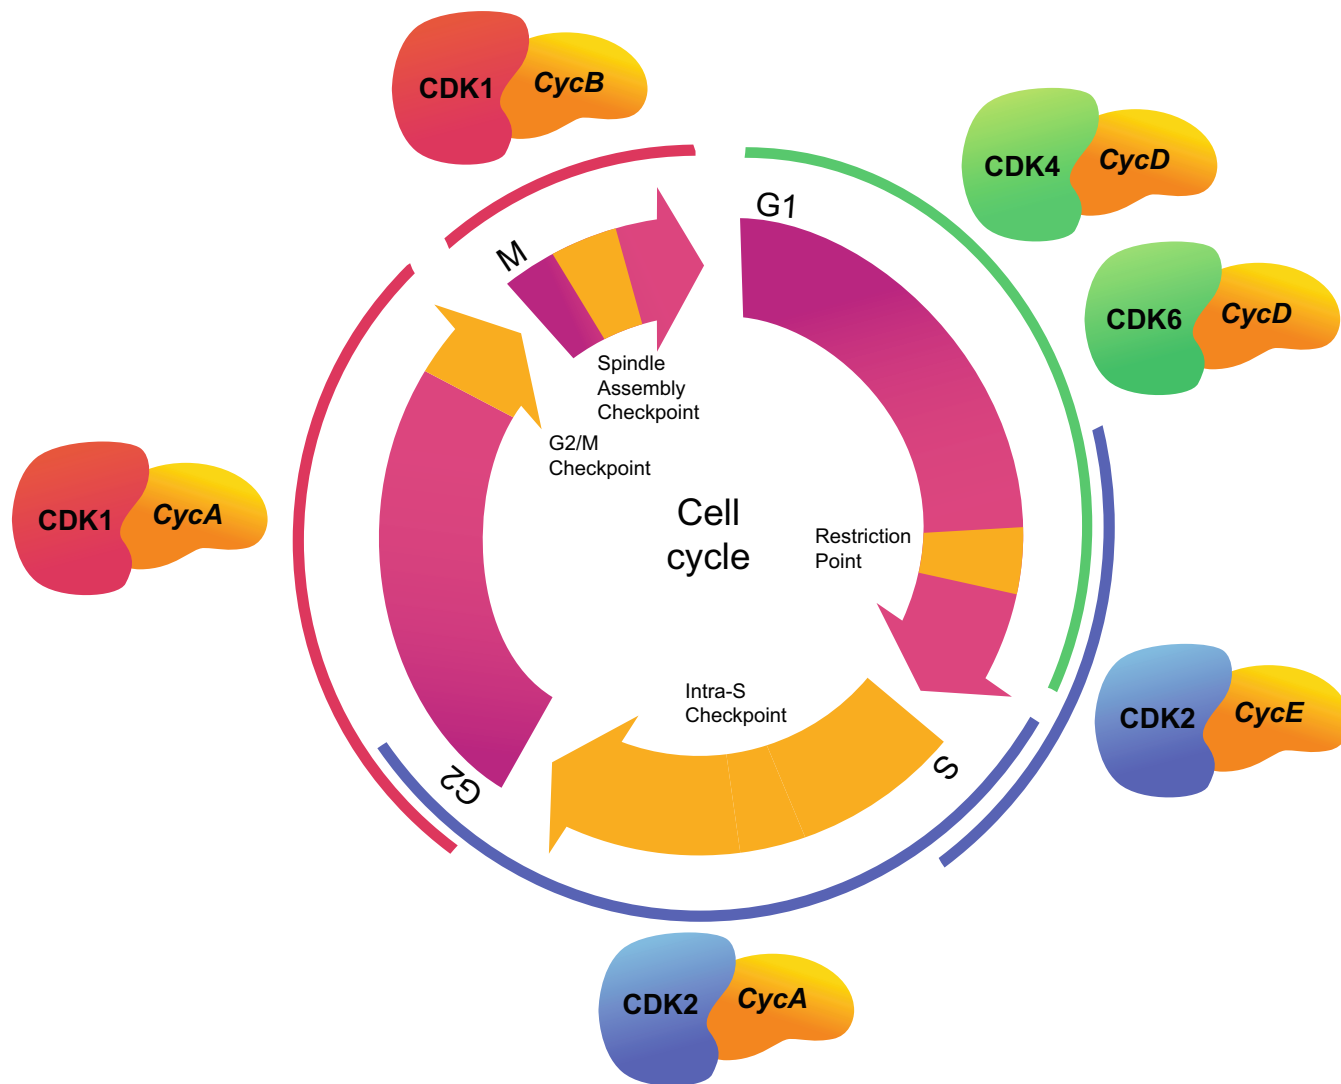 CDK1
CycB
CDK4
CycD
G1
M
CDK6
CycD
Spindle
Assembly
Checkpoint
G2/M
Checkpoint
CDK1
CycA
Cell
cycle
Restriction
Point
Intra-S
Checkpoint
CDK2
CycE
S
G2
CDK2
CycA